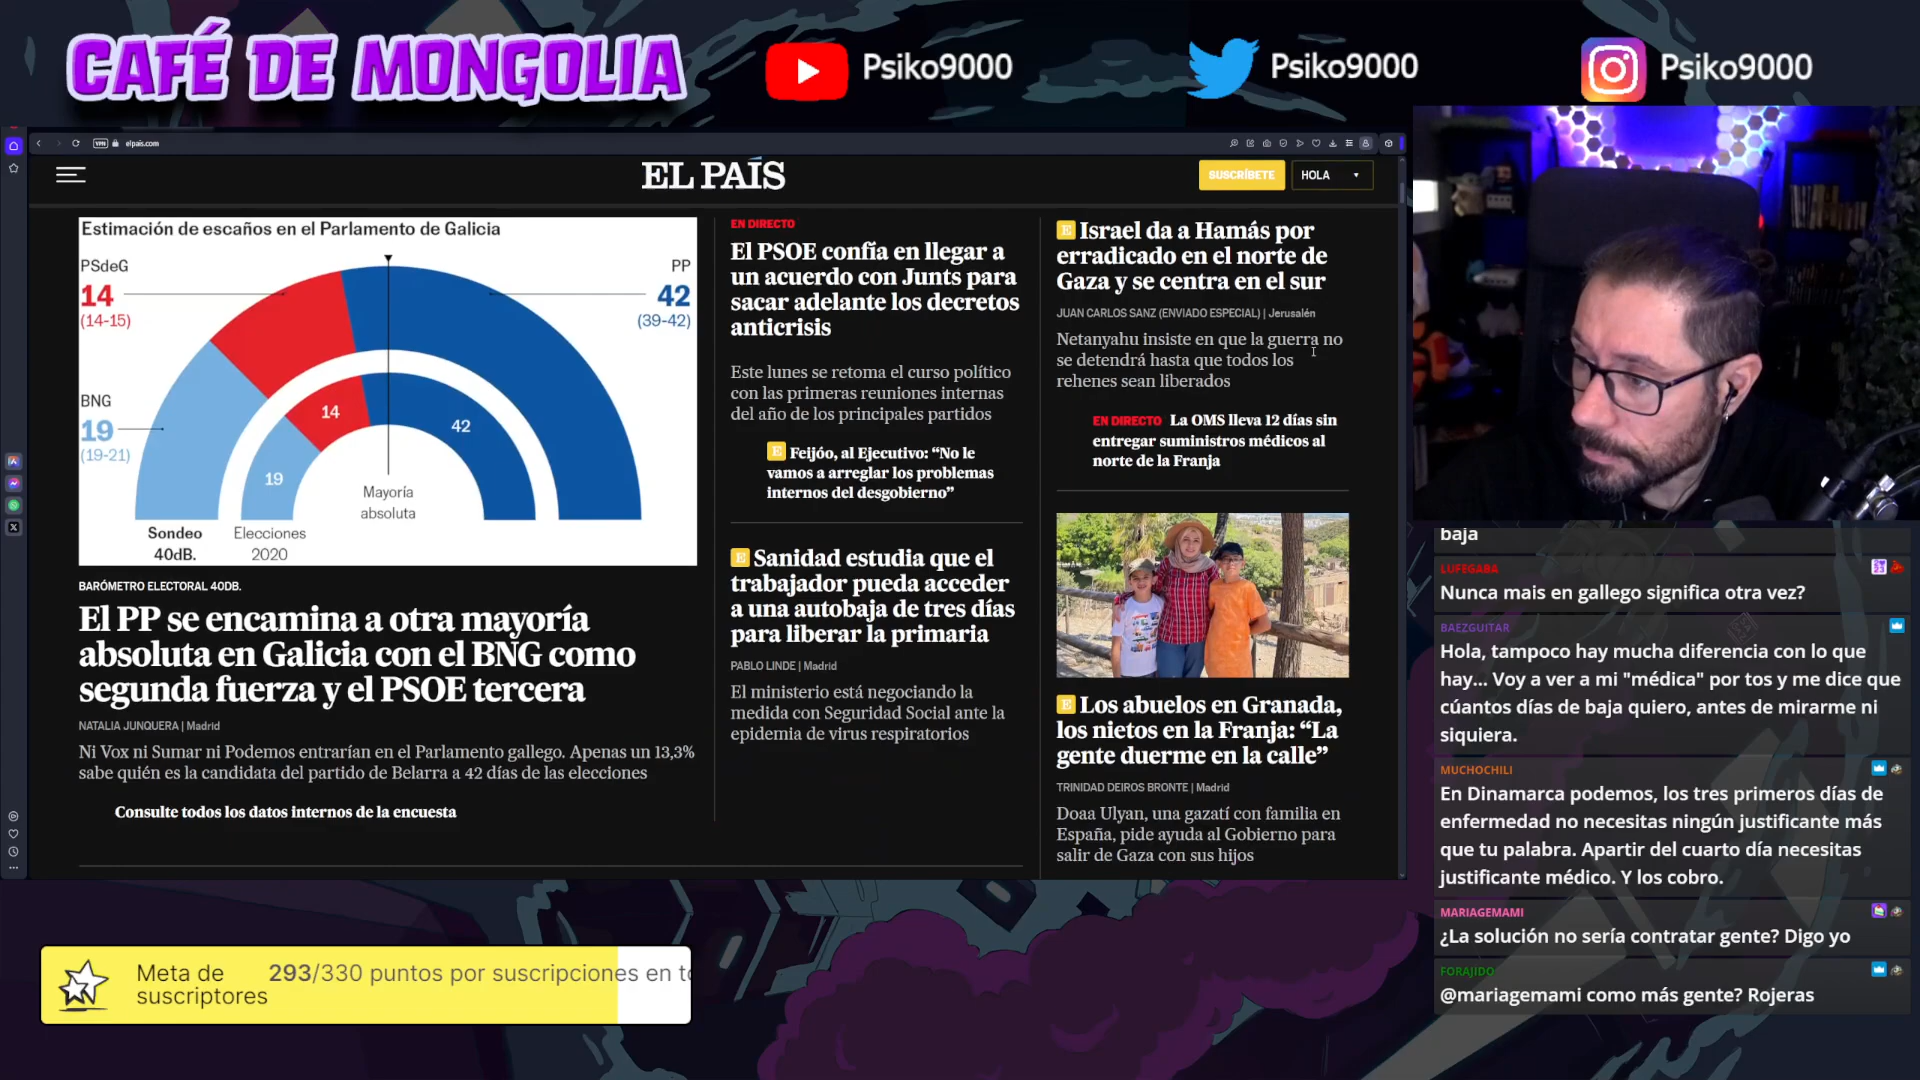 CAFÉ DE MONGOLIA
Psiko9000
Psiko9000
Psiko9000
VPN
elpais.com
EL PAÍS
SUSCRÍBETE
HOLA
Estimación de escaños en el Parlamento de Galicia
PSdeG
14
(14-15)
PP
42
(39-42)
BNG
19
(19-21)
14
42
19
Mayoría
absoluta
Sondeo
40dB.
Elecciones
2020
BARÓMETRO ELECTORAL 40DB.
El PP se encamina a otra mayoría
absoluta en Galicia con el BNG como
segunda fuerza y el PSOE tercera
NATALIA JUNQUERA | Madrid
Ni Vox ni Sumar ni Podemos entrarían en el Parlamento gallego. Apenas un 13,3%
sabe quién es la candidata del partido de Belarra a 42 días de las elecciones
Consulte todos los datos internos de la encuesta
EN DIRECTO
El PSOE confía en llegar a
un acuerdo con Junts para
sacar adelante los decretos
anticrisis
Este lunes se retoma el curso político
con las primeras reuniones internas
del año de los principales partidos
E Feijóo, al Ejecutivo: “No le
vamos a arreglar los problemas
internos del desgobierno”
E Sanidad estudia que el
trabajador pueda acceder
a una autobaja de tres días
para liberar la primaria
PABLO LINDE | Madrid
El ministerio está negociando la
medida con Seguridad Social ante la
epidemia de virus respiratorios
E Israel da a Hamás por
erradicado en el norte de
Gaza y se centra en el sur
JUAN CARLOS SANZ (ENVIADO ESPECIAL) | Jerusalén
Netanyahu insiste en que la guerra no
se detendrá hasta que todos los
rehenes sean liberados
EN DIRECTO La OMS lleva 12 días sin
entregar suministros médicos al
norte de la Franja
E Los abuelos en Granada,
los nietos en la Franja: “La
gente duerme en la calle”
TRINIDAD DEIROS BRONTE | Madrid
Doaa Ulyan, una gazatí con familia en
España, pide ayuda al Gobierno para
salir de Gaza con sus hijos
baja
LUFEGABA
Nunca mais en gallego significa otra vez?
BAEZGUITAR
Hola, tampoco hay mucha diferencia con lo que
hay... Voy a ver a mi "médica" por tos y me dice que
cúantos días de baja quiero, antes de mirarme ni
siquiera.
MUCHOCHILI
En Dinamarca podemos, los tres primeros días de
enfermedad no necesitas ningún justificante más
que tu palabra. Apartir del cuarto día necesitas
justificante médico. Y los cobro.
MARIAGEMAMI
¿La solución no sería contratar gente? Digo yo
FORAJIDO
@mariagemami como más gente? Rojeras
Meta de
suscriptores
293/330 puntos por suscripciones en to